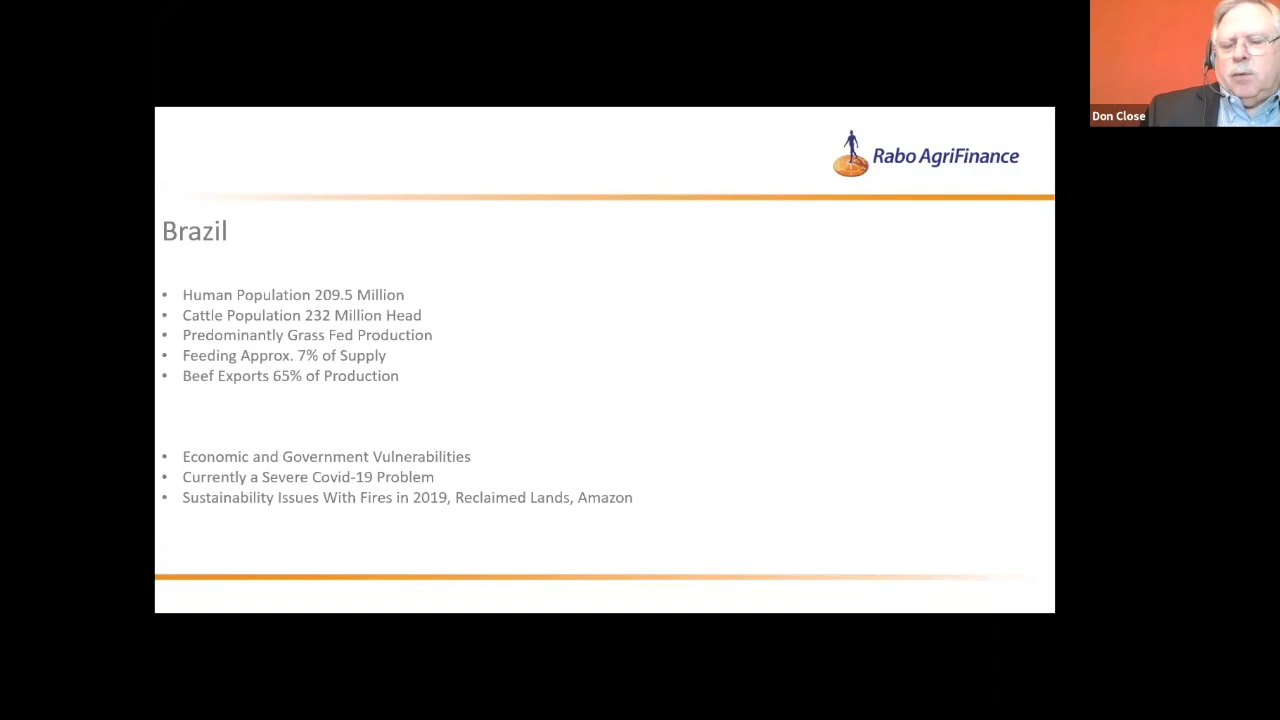 Don Close
Rabo AgriFinance
Brazil
• Human Population 209.5 Million
• Cattle Population 232 Million Head
• Predominantly Grass Fed Production
• Feeding Approx. 7% of Supply
• Beef Exports 65% of Production
• Economic and Government Vulnerabilities
• Currently a Severe Covid-19 Problem
• Sustainability Issues With Fires in 2019, Reclaimed Lands, Amazon